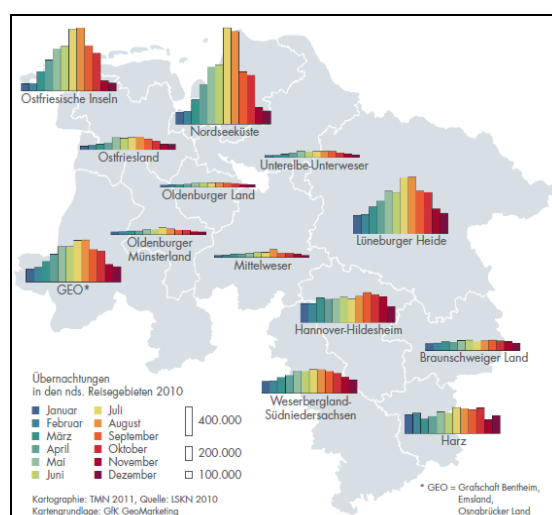 Ostfriesische Inseln
Nordseeküste
Ostfriesland
Unterelbe-Unterweser
Oldenburger Land
Lüneburger Heide
Oldenburger
Münsterland
Mittelweser
GEO*
Hannover-Hildesheim
Braunschweiger Land
Weserbergland-
Südniedersachsen
Harz
Übernachtungen
in den nds. Reisegebieten 2010
Januar
Februar
März
April
Mai
Juni
Juli
August
September
Oktober
November
Dezember
400.000
200.000
100.000
Kartographie: TMN 2011, Quelle: LSKN 2010
Kartengrundlage: GfK GeoMarketing
* GEO = Grafschaft Bentheim,
Emsland,
Osnabrücker Land